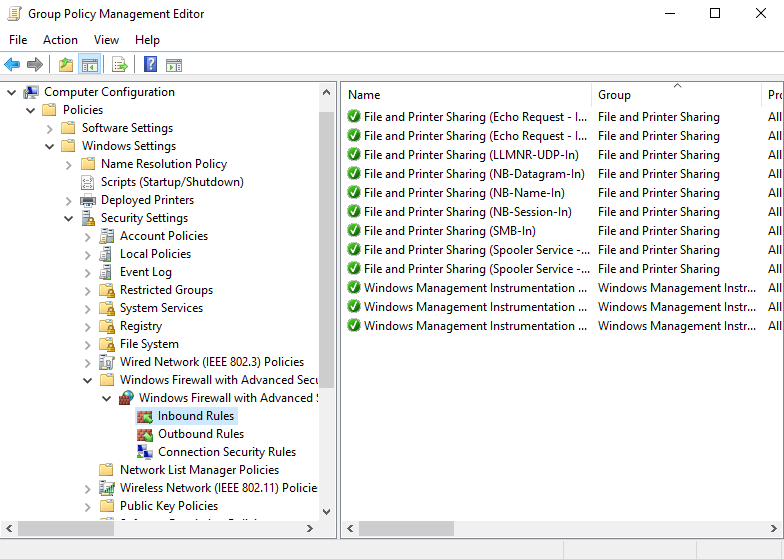 Group Policy Management Editor
File Action View Help
Computer Configuration
Policies
Software Settings
Windows Settings
Name Resolution Policy
Scripts (Startup/Shutdown)
Deployed Printers
Security Settings
Account Policies
Local Policies
Event Log
Restricted Groups
System Services
Registry
File System
Wired Network (IEEE 802.3) Policies
Windows Firewall with Advanced Secu
Windows Firewall with Advanced S
Inbound Rules
Outbound Rules
Connection Security Rules
Network List Manager Policies
Wireless Network (IEEE 802.11) Policie
Public Key Policies
Name Group Pro
File and Printer Sharing (Echo Request - I... File and Printer Sharing All
File and Printer Sharing (Echo Request - I... File and Printer Sharing All
File and Printer Sharing (LLMNR-UDP-In) File and Printer Sharing All
File and Printer Sharing (NB-Datagram-In) File and Printer Sharing All
File and Printer Sharing (NB-Name-In) File and Printer Sharing All
File and Printer Sharing (NB-Session-In) File and Printer Sharing All
File and Printer Sharing (SMB-In) File and Printer Sharing All
File and Printer Sharing (Spooler Service -... File and Printer Sharing All
File and Printer Sharing (Spooler Service -... File and Printer Sharing All
Windows Management Instrumentation ... Windows Management Instr... All
Windows Management Instrumentation ... Windows Management Instr... All
Windows Management Instrumentation ... Windows Management Instr... All